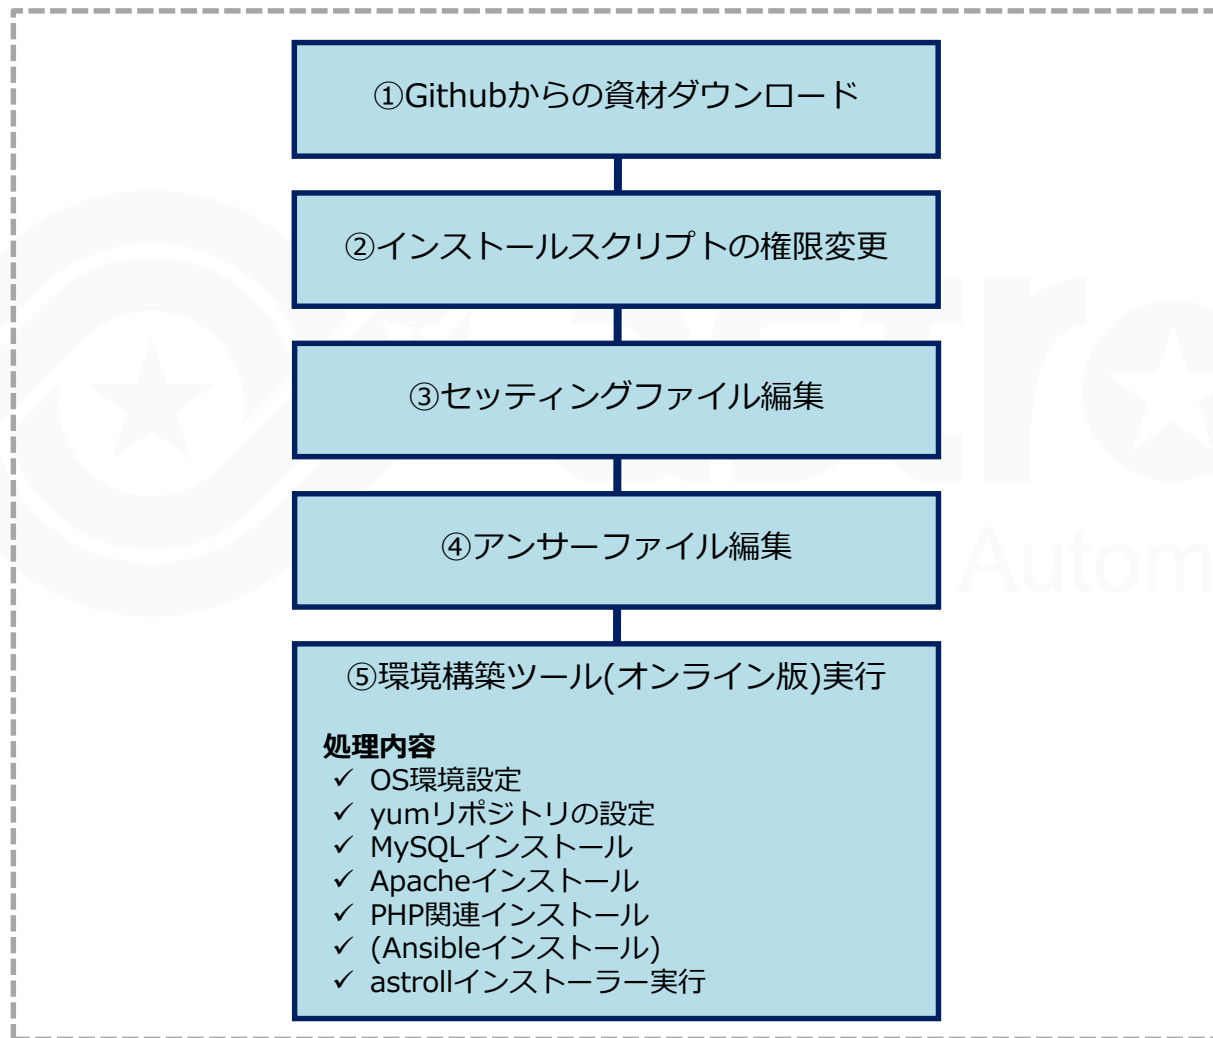 ①Githubからの資材ダウンロード
②インストールスクリプトの権限変更
③セッティングファイル編集
④アンサーファイル編集
⑤環境構築ツール(オンライン版)実行
処理内容
✓ OS環境設定
✓ yumリポジトリの設定
✓ MySQLインストール
✓ Apacheインストール
✓ PHP関連インストール
✓ (Ansibleインストール)
✓ astrollインストーラー実行
astro
Autom